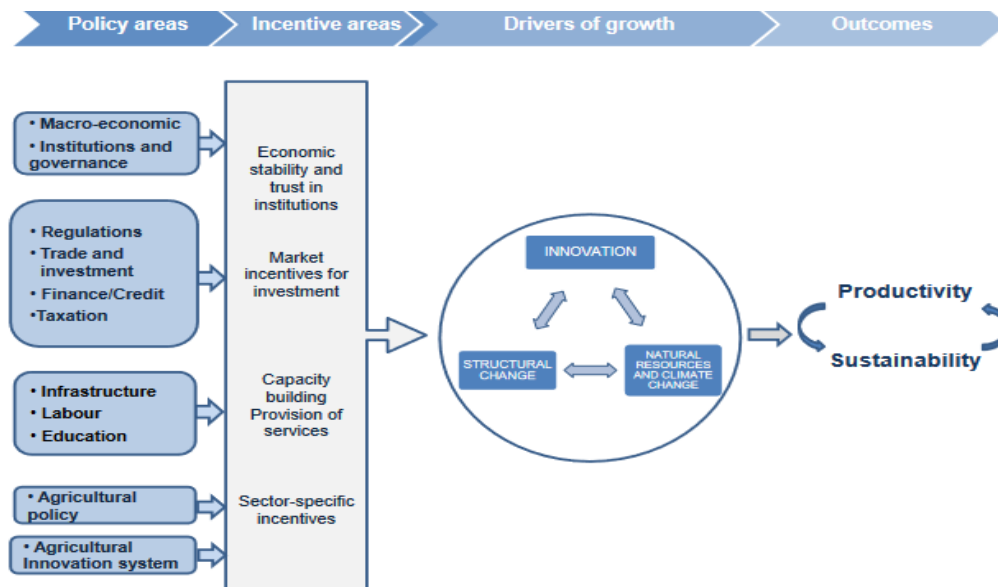 Policy areas
Incentive areas
Drivers of growth
Outcomes
• Macro-economic
• Institutions and
governance
• Regulations
• Trade and
investment
• Finance/Credit
•Taxation
• Infrastructure
• Labour
• Education
• Agricultural
policy
• Agricultural
Innovation system
Economic
stability and
trust in
institutions
Market
incentives for
investment
Capacity
building
Provision of
services
Sector-specific
incentives
INNOVATION
STRUCTURAL
CHANGE
NATURAL
RESOURCES
AND CLIMATE
CHANGE
Productivity
Sustainability